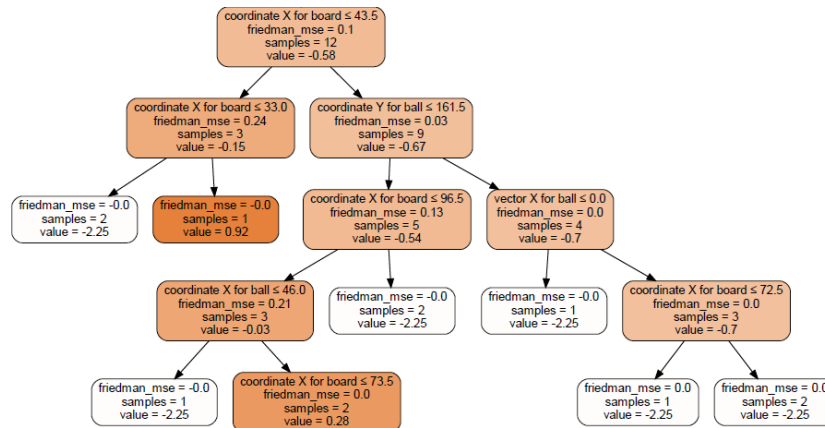 coordinate X for board ≤ 43.5
friedman_mse = 0.1
samples = 12
value = -0.58
coordinate X for board ≤ 33.0
friedman_mse = 0.24
samples = 3
value = -0.15
coordinate Y for ball ≤ 161.5
friedman_mse = 0.03
samples = 9
value = -0.67
friedman_mse = -0.0
samples = 2
value = -2.25
friedman_mse = -0.0
samples = 1
value = 0.92
coordinate X for board ≤ 96.5
friedman_mse = 0.13
samples = 5
value = -0.54
vector X for ball ≤ 0.0
friedman_mse = 0.0
samples = 4
value = -0.7
coordinate X for ball ≤ 46.0
friedman_mse = 0.21
samples = 3
value = -0.03
friedman_mse = -0.0
samples = 2
value = -2.25
friedman_mse = -0.0
samples = 1
value = -2.25
coordinate X for board ≤ 72.5
friedman_mse = 0.0
samples = 3
value = -0.7
friedman_mse = -0.0
samples = 1
value = -2.25
coordinate X for board ≤ 73.5
friedman_mse = 0.0
samples = 2
value = 0.28
friedman_mse = 0.0
samples = 1
value = -2.25
friedman_mse = 0.0
samples = 2
value = -2.25